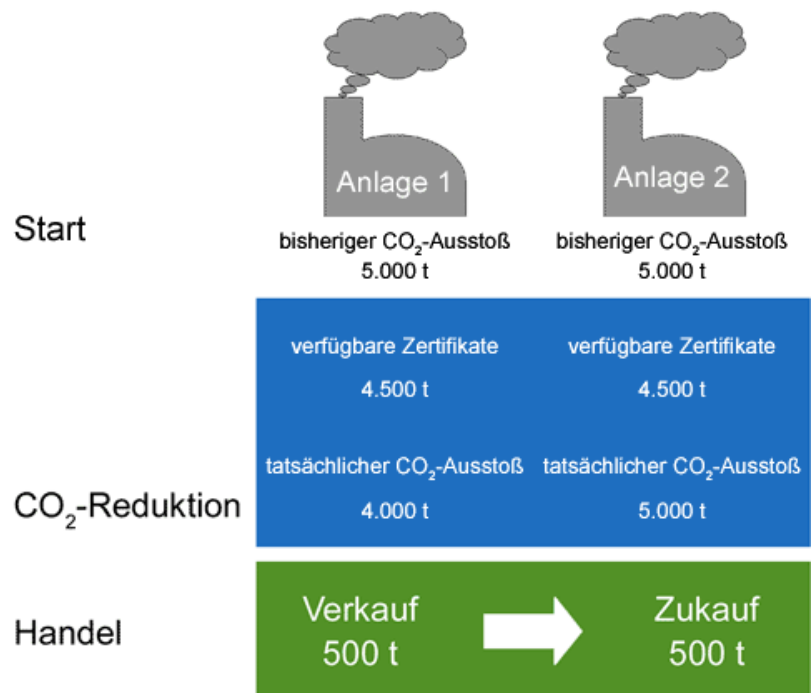 Anlage 1
Anlage 2
Start
bisheriger CO₂-Ausstoß
5.000 t
bisheriger CO₂-Ausstoß
5.000 t
verfügbare Zertifikate
4.500 t
verfügbare Zertifikate
4.500 t
CO₂-Reduktion
tatsächlicher CO₂-Ausstoß
4.000 t
tatsächlicher CO₂-Ausstoß
5.000 t
Handel
Verkauf
500 t
Zukauf
500 t